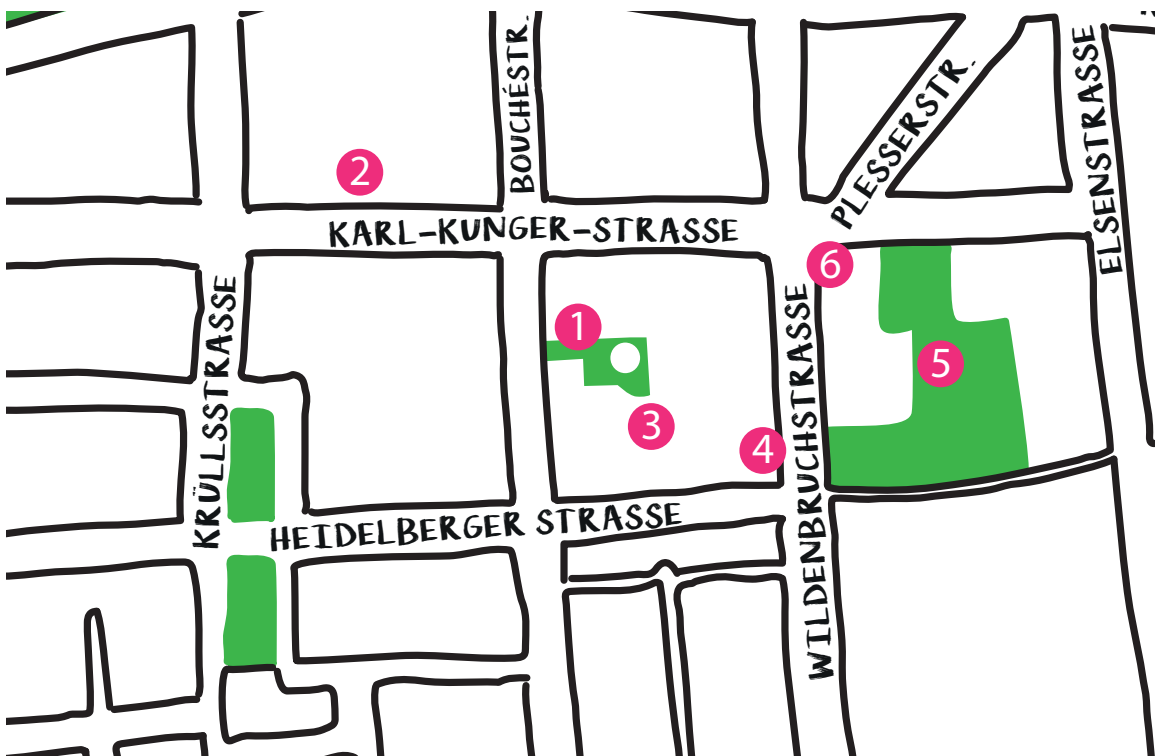 BOUCHÉSTR.
PLESSERSTR.
ELSENSTRASSE
2
KARL-KUNGER-STRASSE
6
KRÜLLSSTRASSE
1
WILDENBRUCHSTRASSE
5
3
4
HEIDELBERGER STRASSE